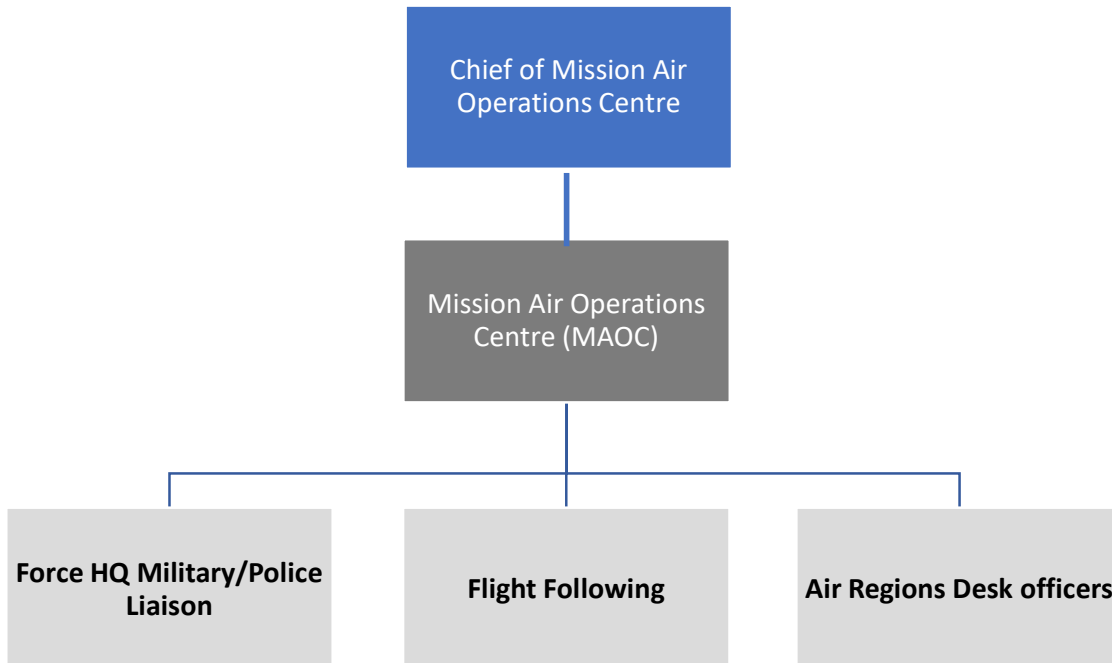 Chief of Mission Air
Operations Centre
Mission Air Operations
Centre (MAOC)
Force HQ Military/Police
Liaison
Flight Following
Air Regions Desk officers